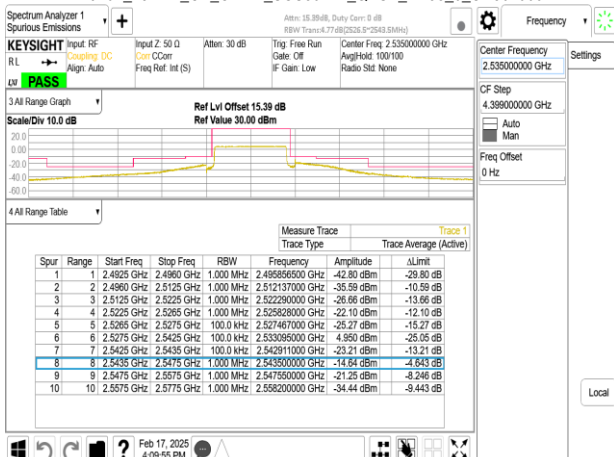 Spectrum Analyzer 1
Spurious Emissions
Attn: 15.39dB, Duty Corr: 0 dB
RBW Trans:4.77dB(2526.5~2543.5MHz)
Frequency
KEYSIGHT
RL
LXI PASS
Input: RF
Coupling: DC
Align: Auto
Input Z: 50 Ω
Corr CCorr
Freq Ref: Int (S)
Atten: 30 dB
Trig: Free Run
Gate: Off
IF Gain: Low
Center Freq: 2.535000000 GHz
Avg|Hold: 100/100
Radio Std: None
Center Frequency
2.535000000 GHz
Settings
CF Step
4.399000000 GHz
Auto
Man
Freq Offset
0 Hz
3 All Range Graph
Scale/Div 10.0 dB
Ref Lvl Offset 15.39 dB
Ref Value 30.00 dBm
20.0
0.00
-20.0
-40.0
-60.0
4 All Range Table
Measure Trace Trace 1
Trace Type Trace Average (Active)
Spur Range Start Freq Stop Freq RBW Frequency Amplitude ΔLimit
1 1 2.4925 GHz 2.4960 GHz 1.000 MHz 2.495856500 GHz -42.80 dBm -29.80 dB
2 2 2.4960 GHz 2.5125 GHz 1.000 MHz 2.512137000 GHz -35.59 dBm -10.59 dB
3 3 2.5125 GHz 2.5225 GHz 1.000 MHz 2.522290000 GHz -26.66 dBm -13.66 dB
4 4 2.5225 GHz 2.5265 GHz 1.000 MHz 2.525828000 GHz -22.10 dBm -12.10 dB
5 5 2.5265 GHz 2.5275 GHz 100.0 kHz 2.527467000 GHz -25.27 dBm -15.27 dB
6 6 2.5275 GHz 2.5425 GHz 100.0 kHz 2.533095000 GHz 4.950 dBm -25.05 dB
7 7 2.5425 GHz 2.5435 GHz 100.0 kHz 2.542911000 GHz -23.21 dBm -13.21 dB
8 8 2.5435 GHz 2.5475 GHz 1.000 MHz 2.543500000 GHz -14.64 dBm -4.643 dB
9 9 2.5475 GHz 2.5575 GHz 1.000 MHz 2.547550000 GHz -21.25 dBm -8.246 dB
10 10 2.5575 GHz 2.5775 GHz 1.000 MHz 2.558200000 GHz -34.44 dBm -9.443 dB
Local
Feb 17, 2025
4:09:55 PM